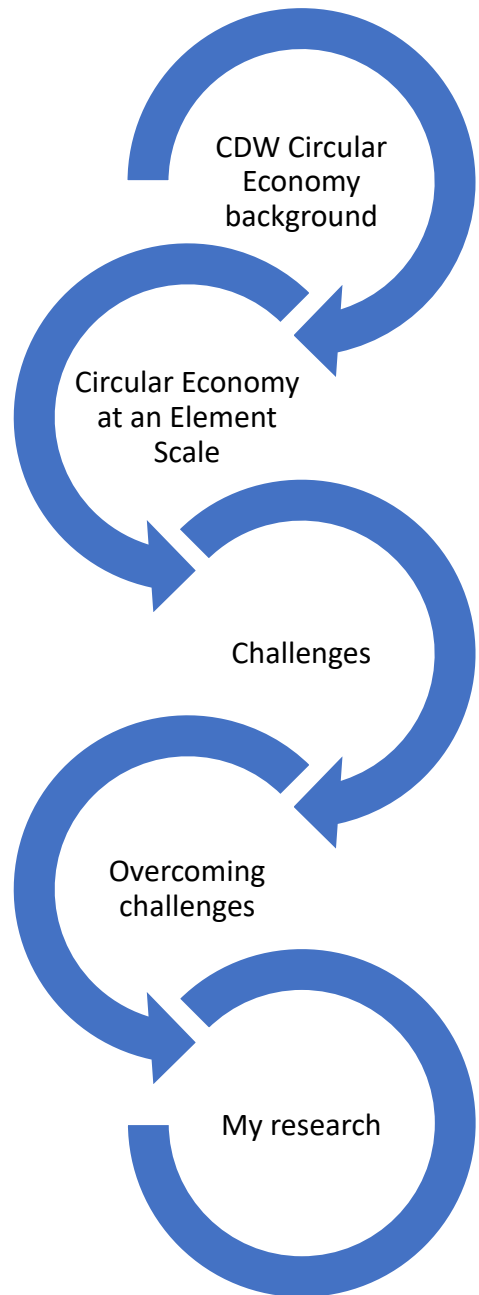 CDW Circular
Economy
background
Circular Economy
at an Element
Scale
Challenges
Overcoming
challenges
My research